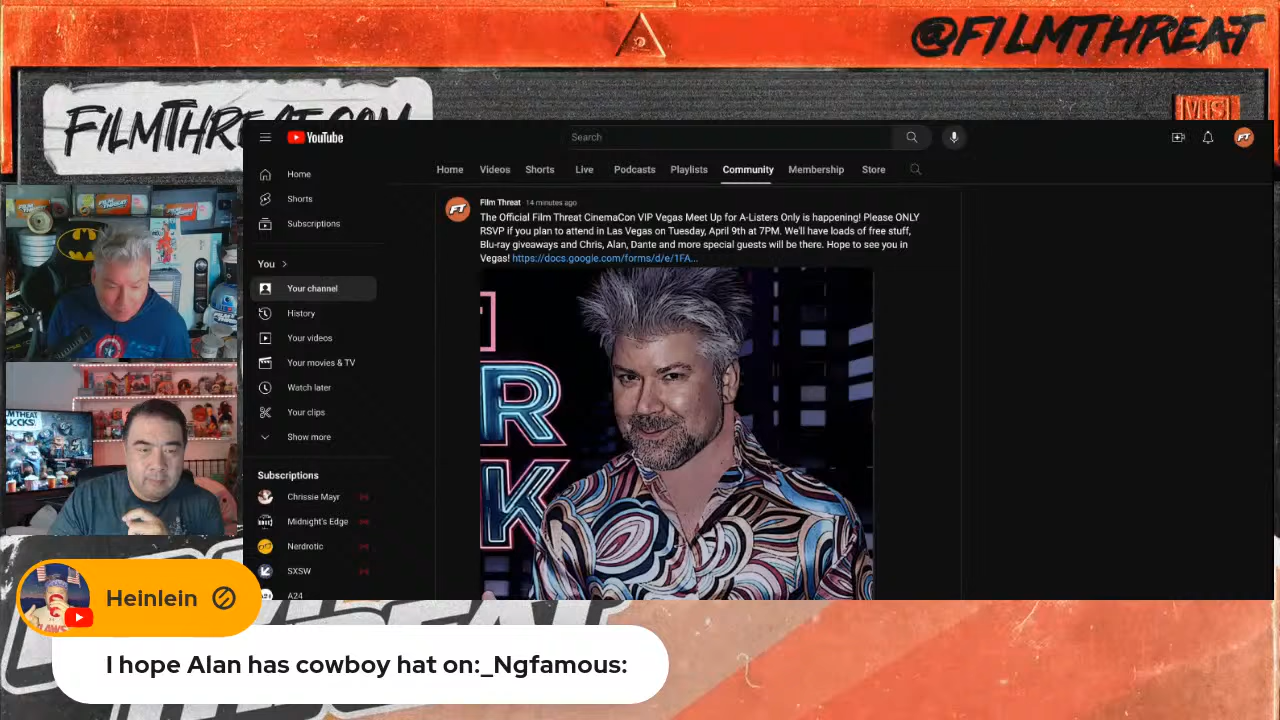 @FILMTHREAT
FILMTHREAT.COM
YouTube
Search
FT
Home
Shorts
Subscriptions
You
Your channel
History
Your videos
Your movies & TV
Watch later
Your clips
Show more
Subscriptions
Chrissie Mayr
Midnight's Edge
Nerdrotic
SXSW
A24
Home Videos Shorts Live Podcasts Playlists Community Membership Store
FT
Film Threat 14 minutes ago
The Official Film Threat CinemaCon VIP Vegas Meet Up for A-Listers Only is happening! Please ONLY
RSVP if you plan to attend in Las Vegas on Tuesday, April 9th at 7PM. We'll have loads of free stuff,
Blu-ray giveaways and Chris, Alan, Dante and more special guests will be there. Hope to see you in
Vegas! https://docs.google.com/forms/d/e/1FA...
Heinlein
I hope Alan has cowboy hat on:_Ngfamous: